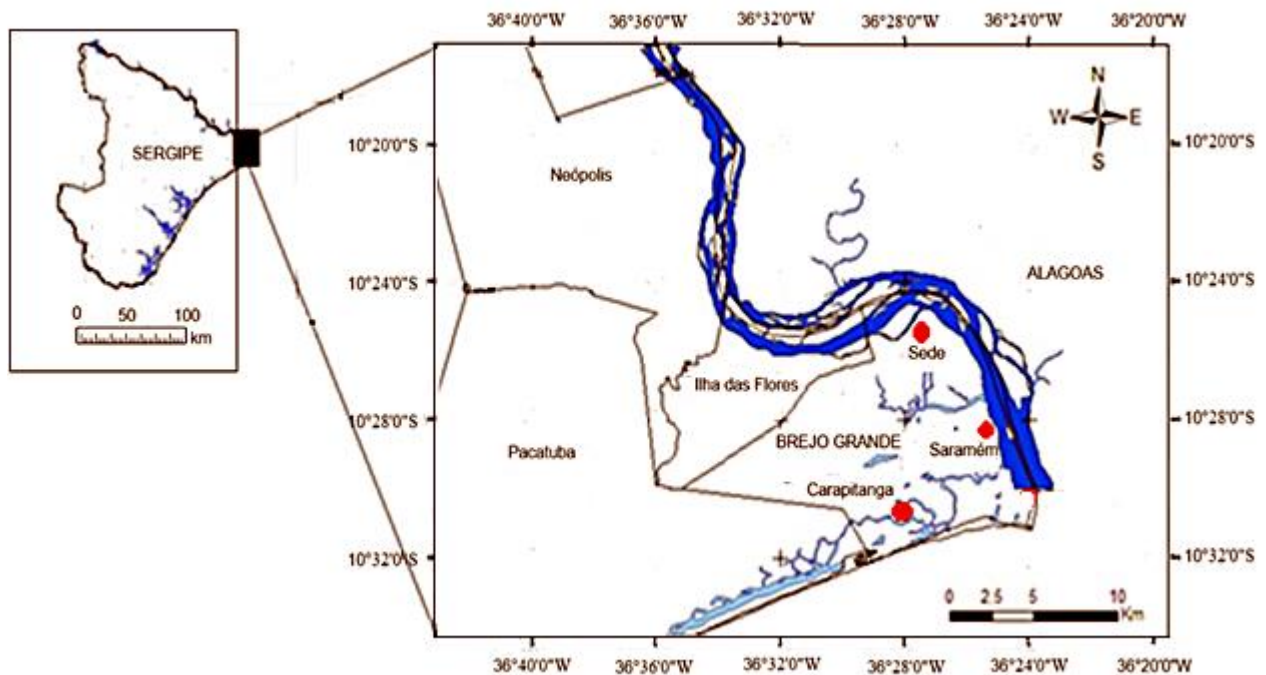 36°40'0"W 36°36'0"W 36°32'0"W 36°28'0"W 36°24'0"W 36°20'0"W
SERGIPE
0 50 100
km
N
W E
S
10°20'0"S 10°20'0"S
Neópolis
ALAGOAS
10°24'0"S 10°24'0"S
Sede
Ilha das Flores
10°28'0"S 10°28'0"S
BREJO GRANDE
Pacatuba
Saramém
Carapitanga
10°32'0"S 10°32'0"S
0 2.5 5 10
Km
36°40'0"W 36°36'0"W 36°32'0"W 36°28'0"W 36°24'0"W 36°20'0"W